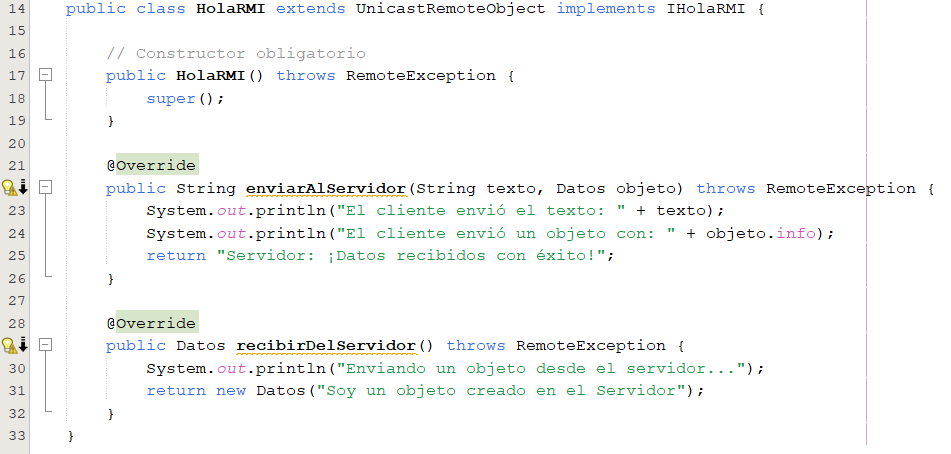 14 public class HolaRMI extends UnicastRemoteObject implements IHolaRMI {
15
16 // Constructor obligatorio
17 public HolaRMI() throws RemoteException {
18 super();
19 }
20
21 @Override
public String enviarAlServidor(String texto, Datos objeto) throws RemoteException {
23 System.out.println("El cliente envió el texto: " + texto);
24 System.out.println("El cliente envió un objeto con: " + objeto.info);
25 return "Servidor: ¡Datos recibidos con éxito!";
26 }
27
28 @Override
public Datos recibirDelServidor() throws RemoteException {
30 System.out.println("Enviando un objeto desde el servidor...");
31 return new Datos("Soy un objeto creado en el Servidor");
32 }
33 }